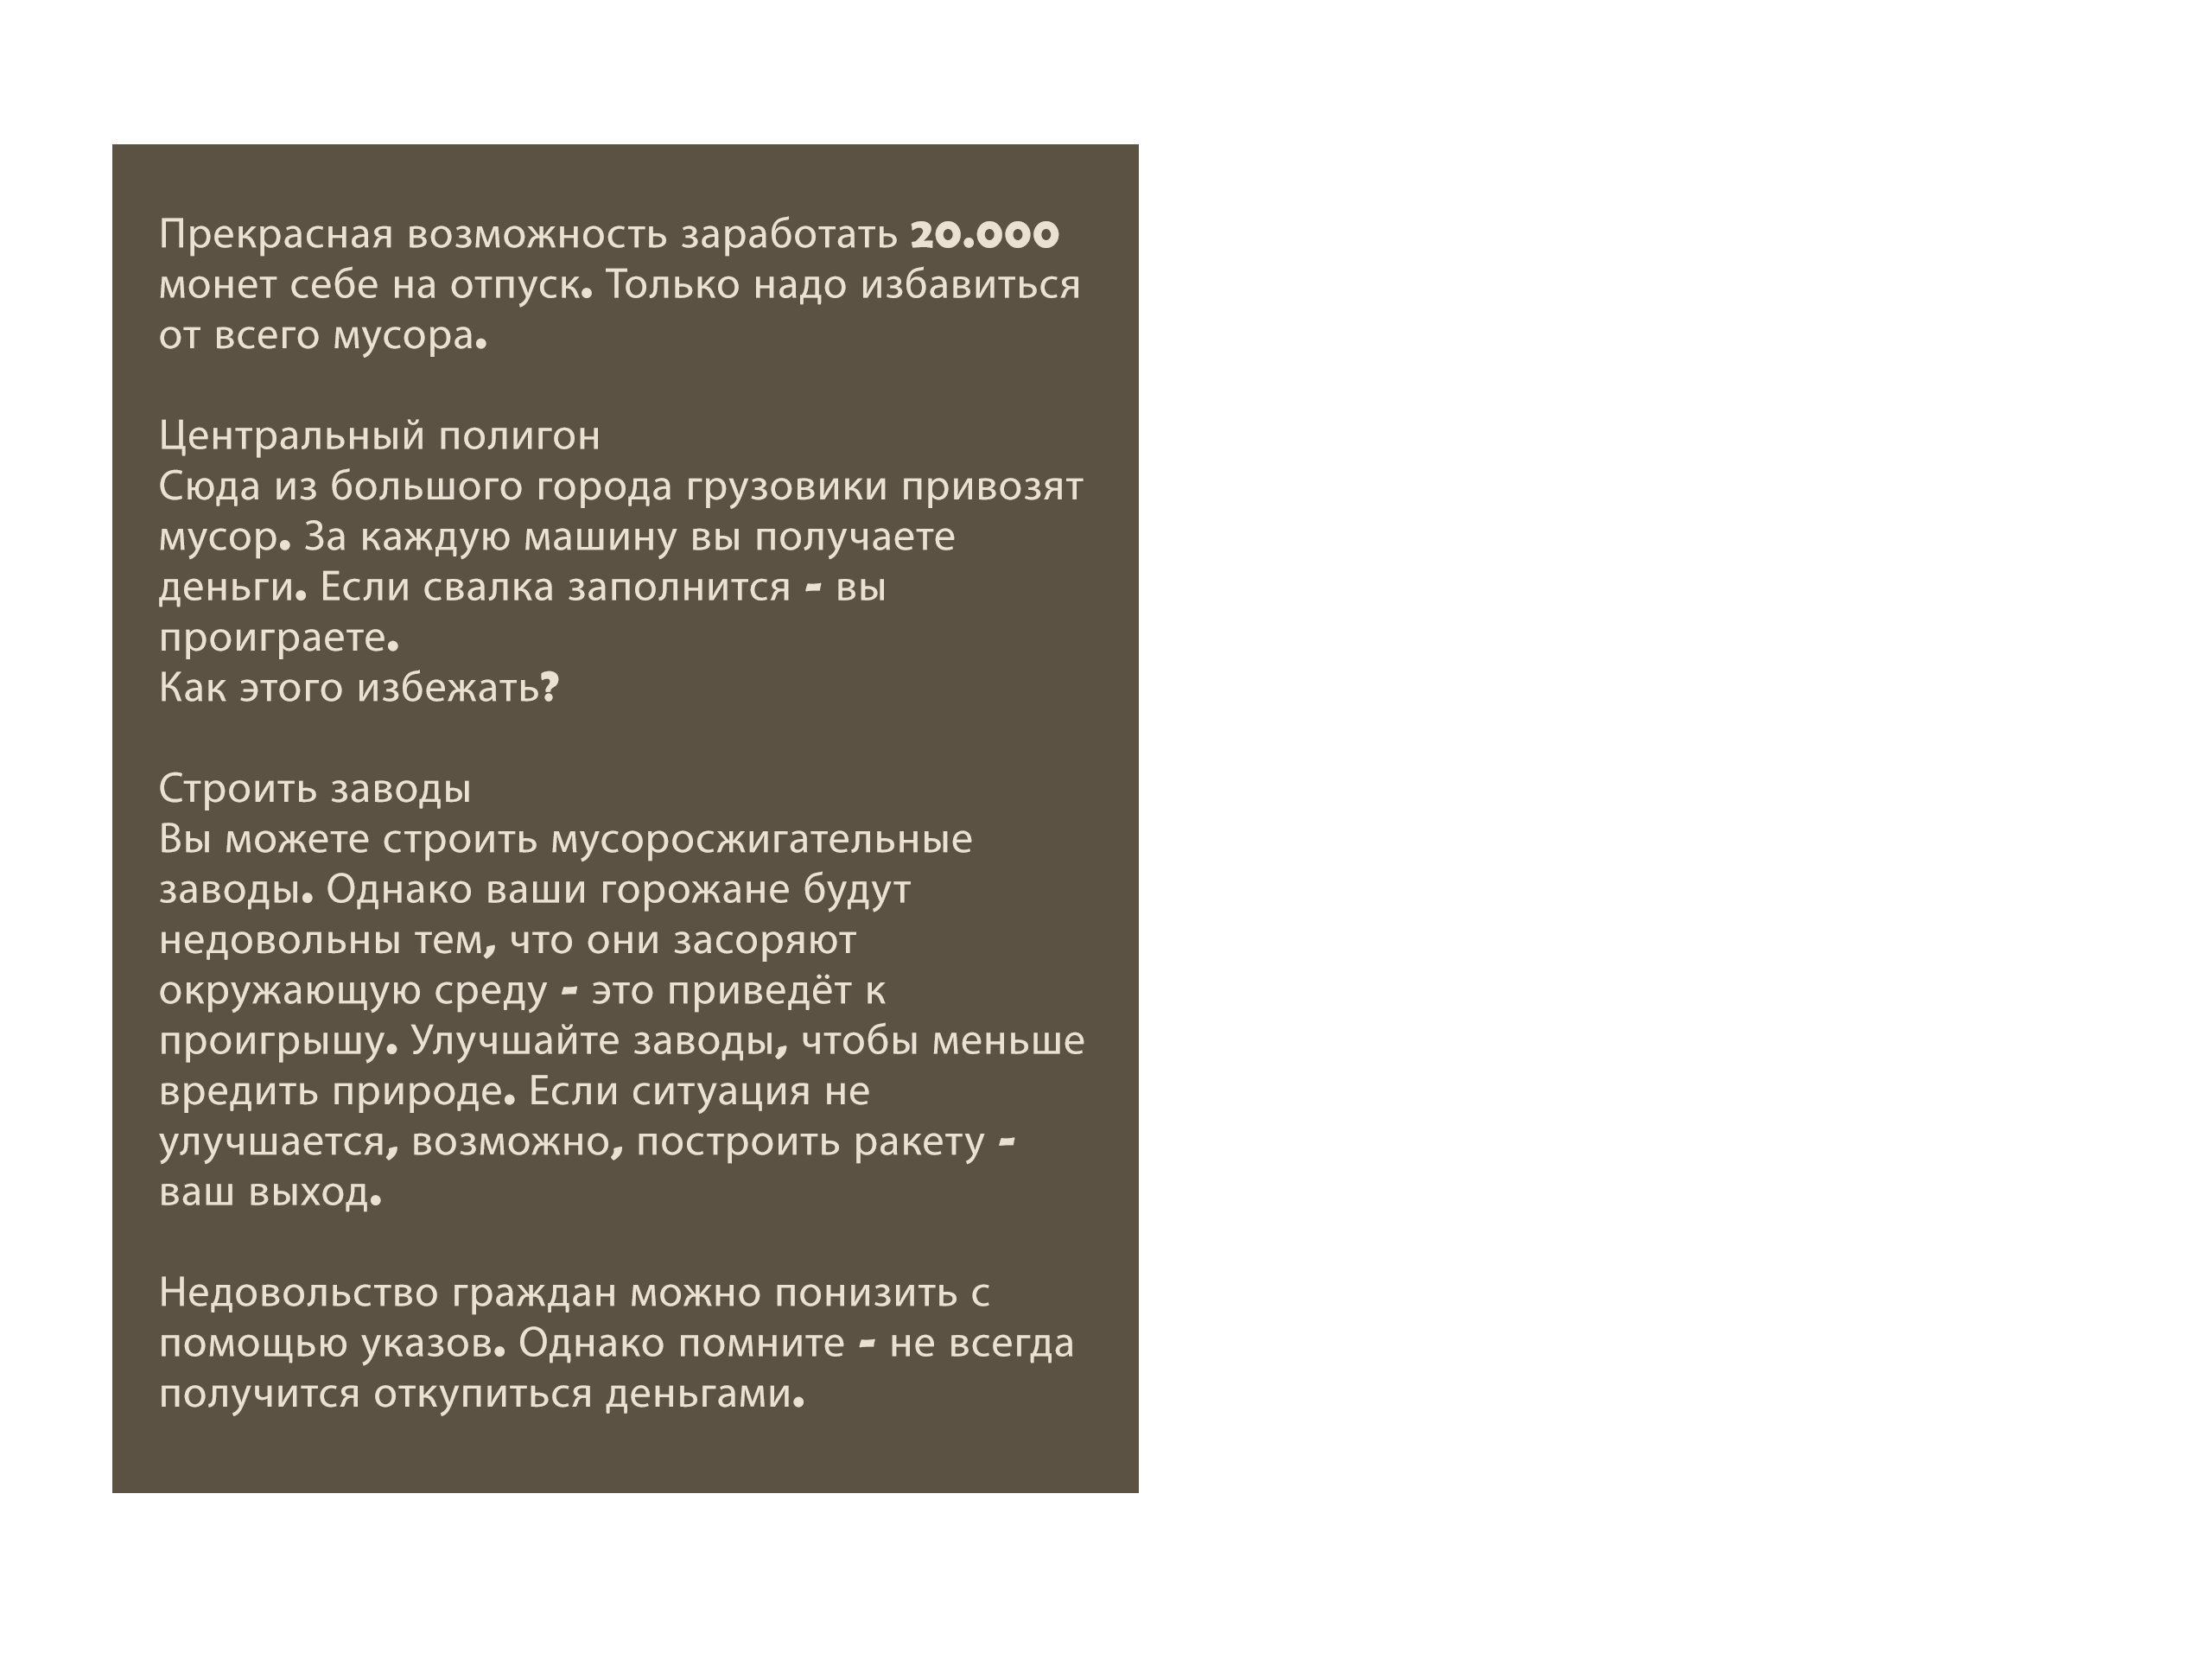 Прекрасная возможность заработать 20.000
монет себе на отпуск. Только надо избавиться
от всего мусора.
Центральный полигон
Сюда из большого города грузовики привозят
мусор. За каждую машину вы получаете
деньги. Если свалка заполнится - вы
проиграете.
Как этого избежать?
Строить заводы
Вы можете строить мусоросжигательные
заводы. Однако ваши горожане будут
недовольны тем, что они засоряют
окружающую среду - это приведёт к
проигрышу. Улучшайте заводы, чтобы меньше
вредить природе. Если ситуация не
улучшается, возможно, построить ракету -
ваш выход.
Недовольство граждан можно понизить с
помощью указов. Однако помните - не всегда
получится откупиться деньгами.